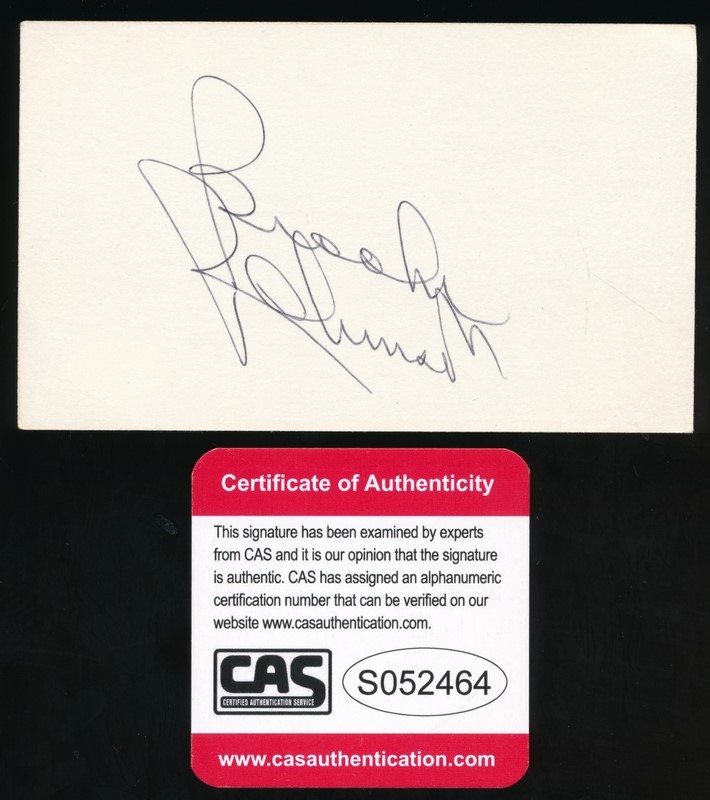 Certificate of Authenticity
This signature has been examined by experts
from CAS and it is our opinion that the signature
is authentic. CAS has assigned an alphanumeric
certification number that can be verified on our
website www.casauthentication.com.
CAS
CERTIFIED AUTHENTICATION SERVICE
S052464
www.casauthentication.com